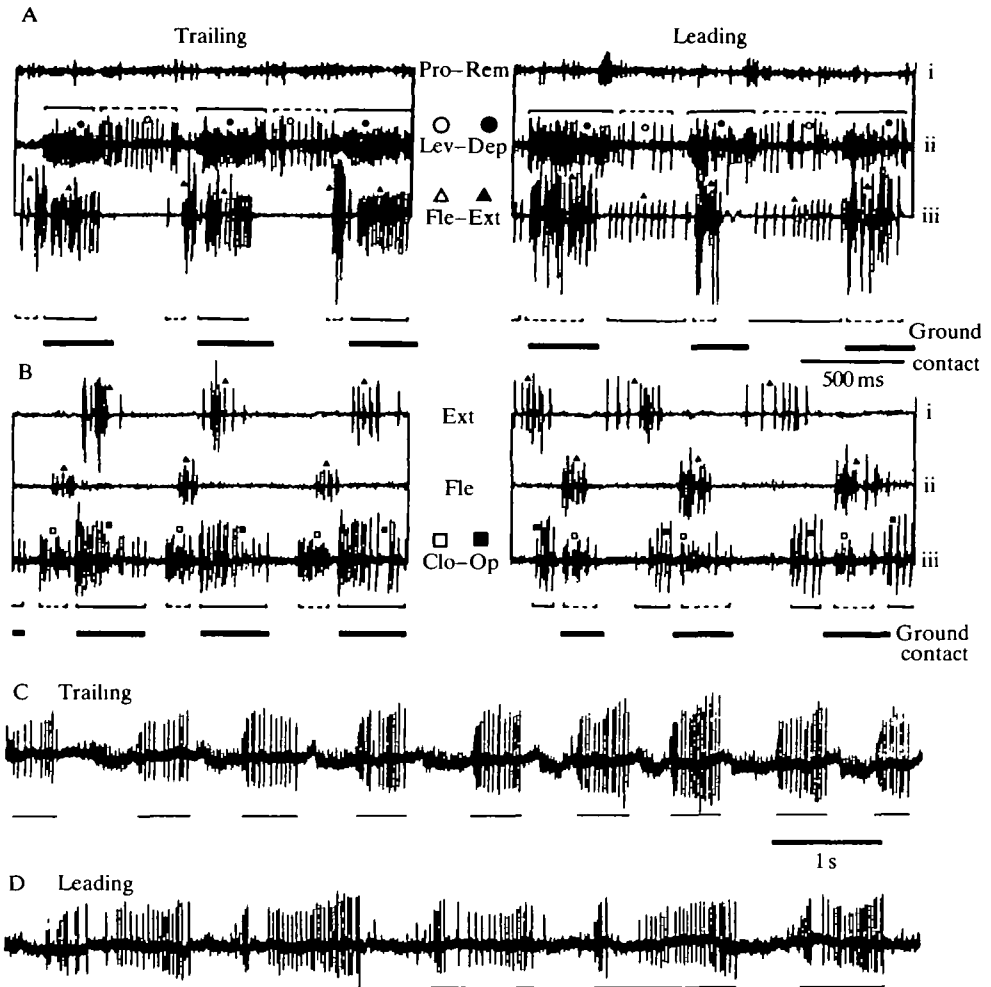 A
Trailing
Leading
Pro–Rem
i
Lev–Dep
ii
Fle–Ext
iii
Ground
contact
500 ms
B
Ext
i
Fle
ii
Clo–Op
iii
Ground
contact
C Trailing
1 s
D Leading